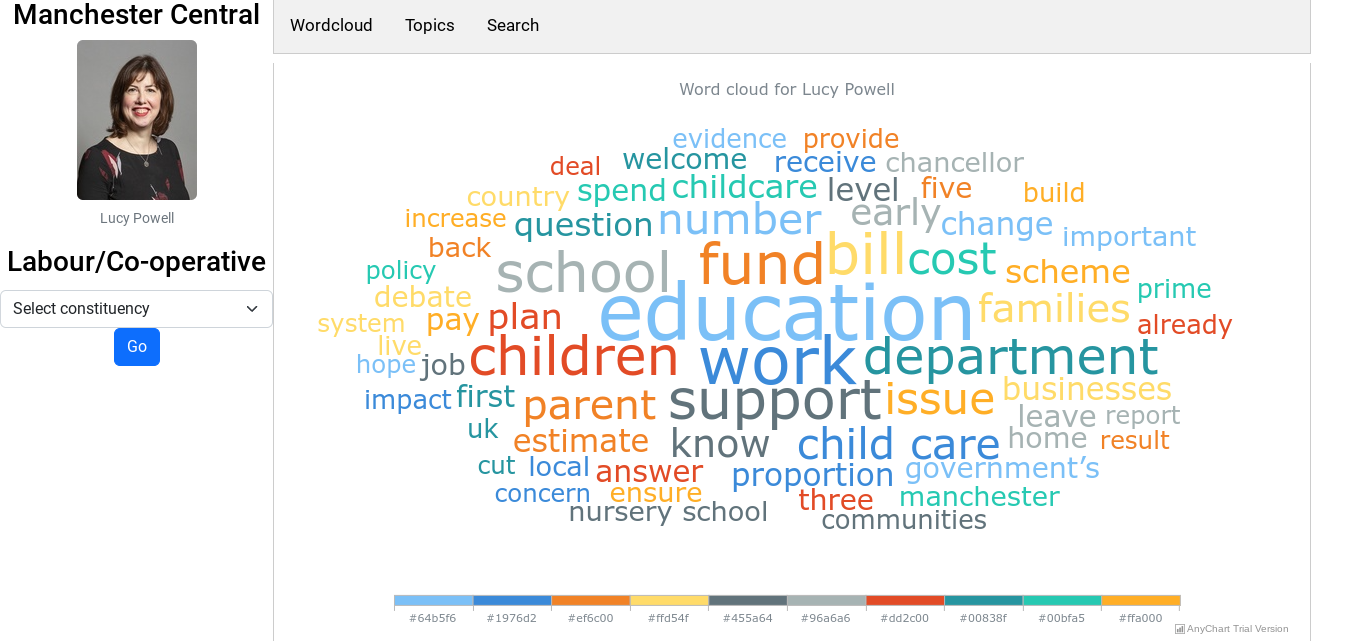 Manchester Central
Lucy Powell
Labour/Co-operative
Select constituency
Go
Wordcloud Topics Search
Word cloud for Lucy Powell
evidence provide
deal welcome receive chancellor
country spend childcare level five build
increase question number early change important
back school fund bill cost scheme
policy debate education families prime
system pay plan already
live children work department
hope job
impact first parent support issue businesses
leave report
uk estimate know child care home result
cut local answer proportion government’s
concern ensure three manchester
nursery school communities
#64b5f6 #1976d2 #ef6c00 #ffd54f #455a64 #96a6a6 #dd2c00 #00838f #00bfa5 #ffa000
AnyChart Trial Version